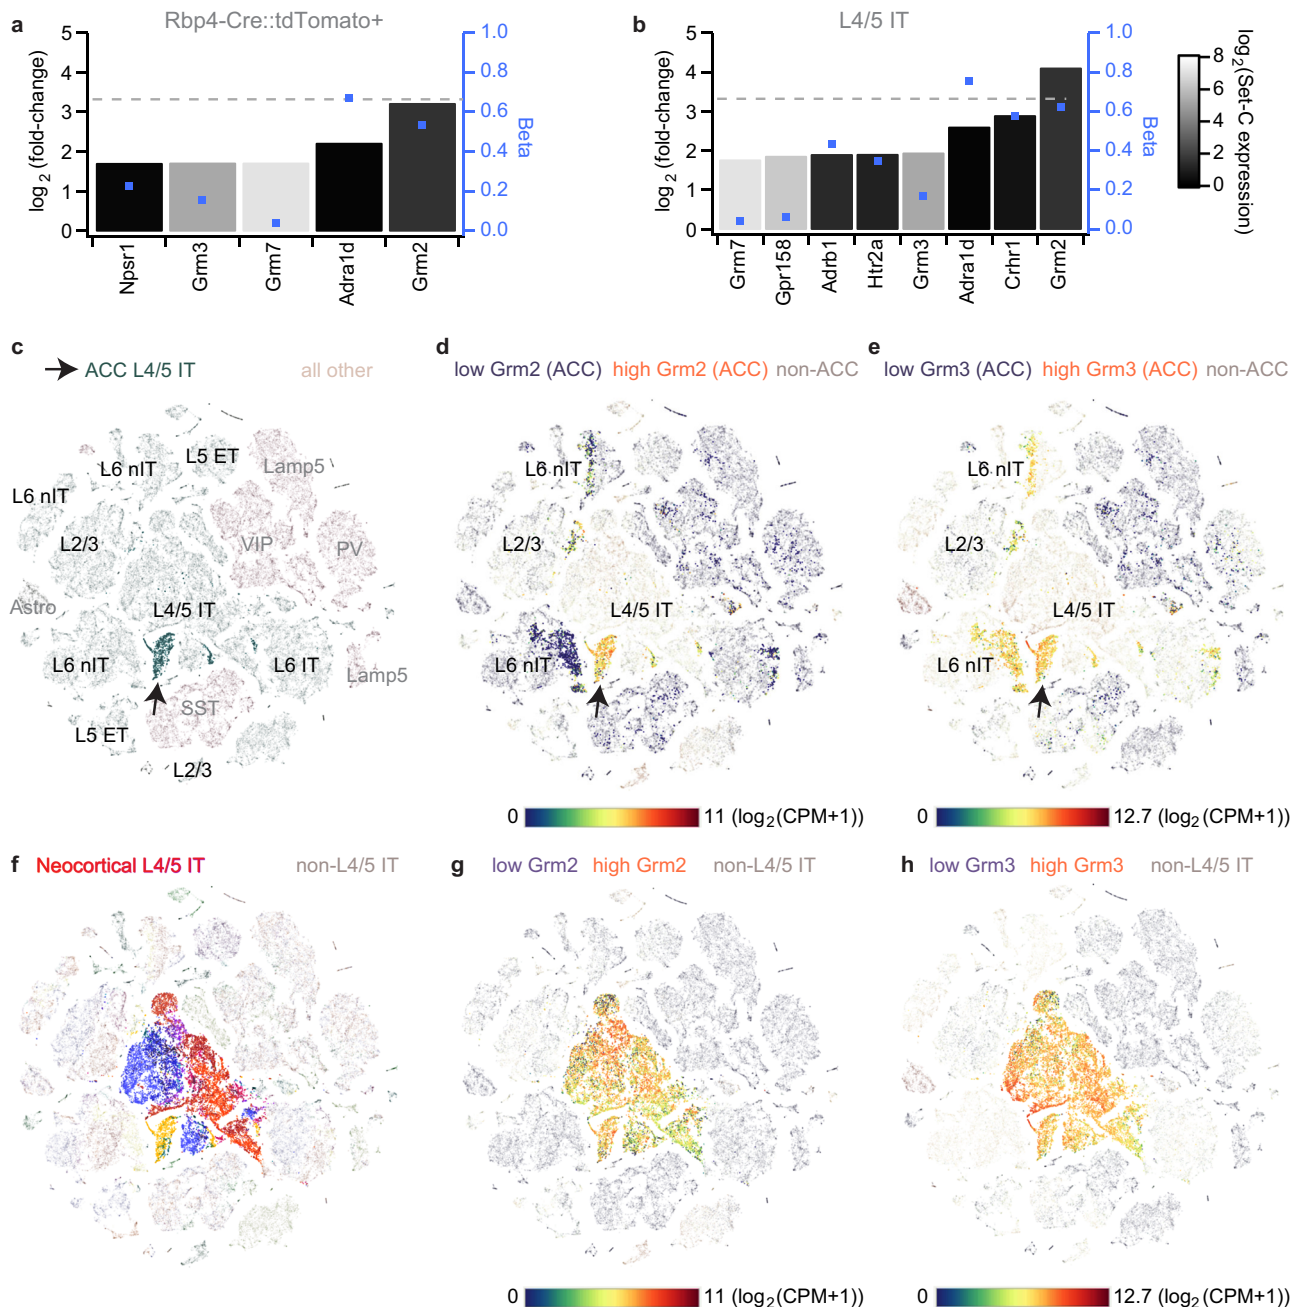 a Rbp4-Cre::tdTomato+
log2 (fold-change)
5
4
3
2
1
0
1.0
0.8
0.6
0.4
0.2
0.0
Beta
Npsr1 Grm3 Grm7 Adra1d Grm2
b L4/5 IT
log2 (fold-change)
5
4
3
2
1
0
1.0
0.8
0.6
0.4
0.2
0.0
Beta
Grm7 Gpr158 Adrb1 Htr2a Grm3 Adra1d Crhr1 Grm2
8
6
4
2
0
log2(Set-C expression)
c ACC L4/5 IT all other
L5 ET
L6 nIT
Lamp5
L6 nIT
L2/3
VIP
PV
Astro
L4/5 IT
L6 nIT
L6 IT
Lamp5
SST
L5 ET
L2/3
d low Grm2 (ACC) high Grm2 (ACC) non-ACC
L6 nIT
L2/3
L4/5 IT
L6 nIT
0 11 (log2(CPM+1))
e low Grm3 (ACC) high Grm3 (ACC) non-ACC
L6 nIT
L2/3
L4/5 IT
L6 nIT
0 12.7 (log2(CPM+1))
f Neocortical L4/5 IT non-L4/5 IT
g low Grm2 high Grm2 non-L4/5 IT
0 11 (log2(CPM+1))
h low Grm3 high Grm3 non-L4/5 IT
0 12.7 (log2(CPM+1))